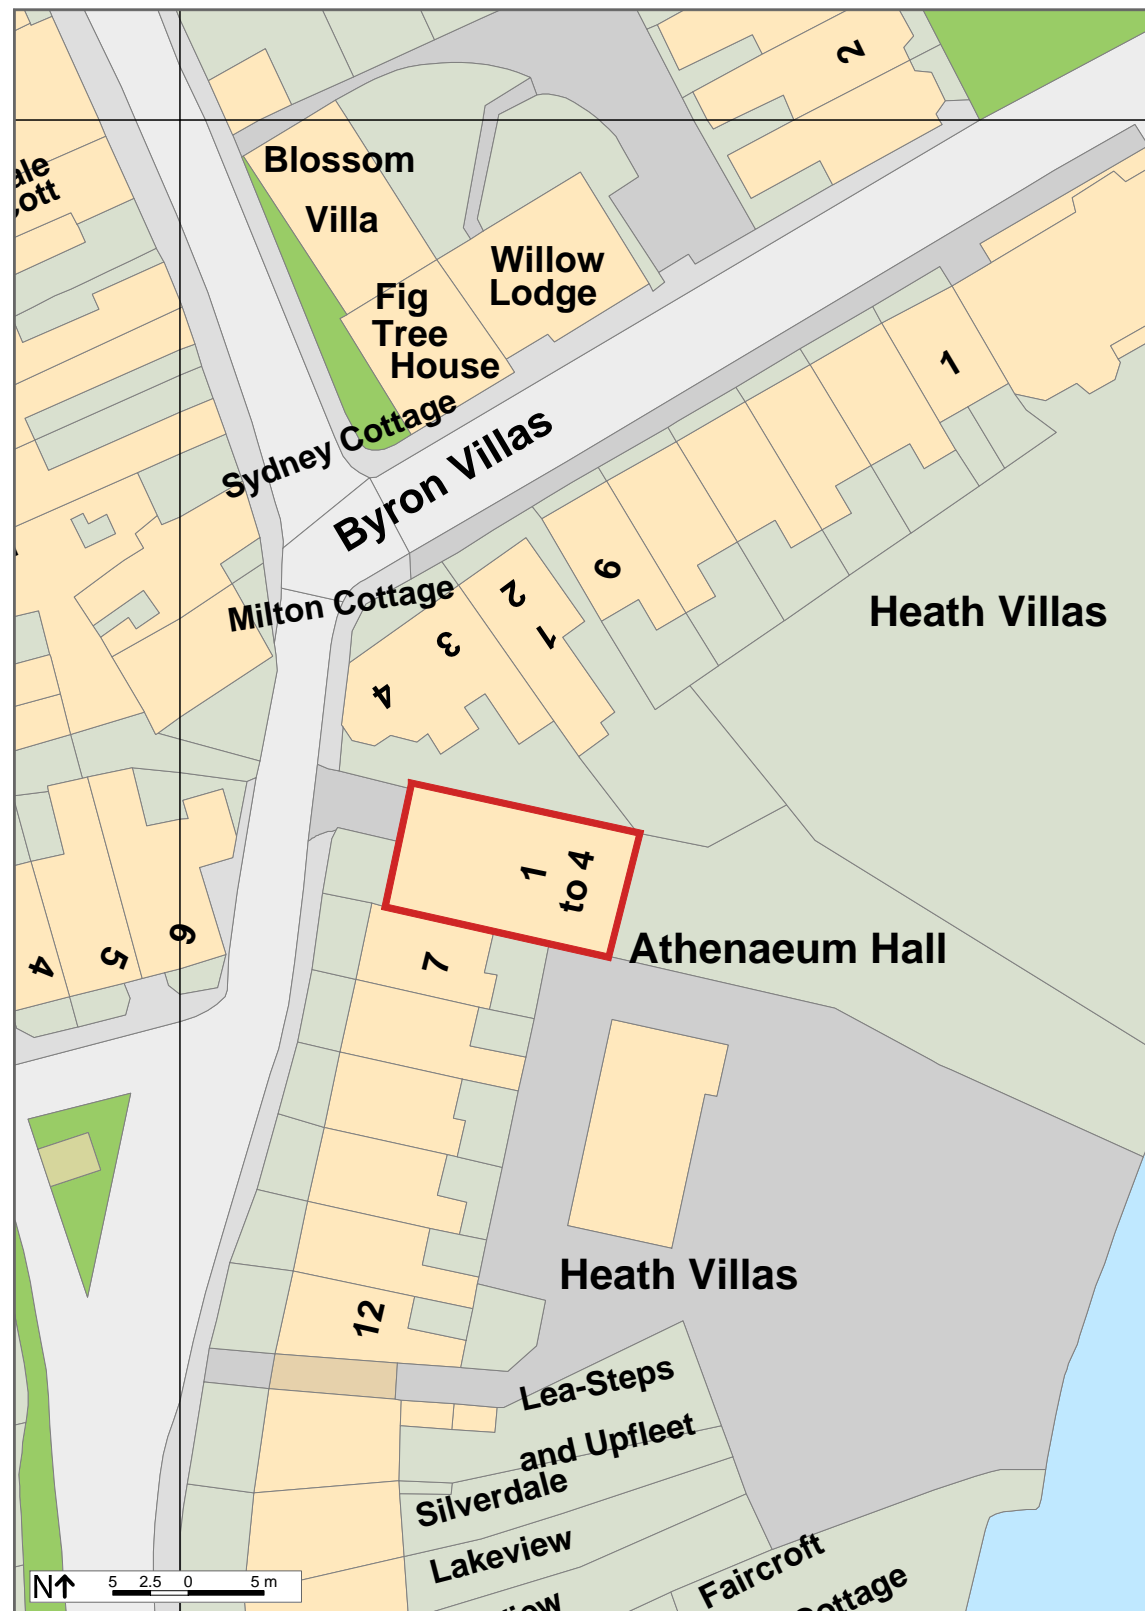 2
Blossom
Villa
Willow
Lodge
Fig
Tree
House
1
Sydney Cottage
Byron Villas
9
2
1
Milton Cottage
3
4
Heath Villas
1
to 4
Athenaeum Hall
4
5
6
7
Heath Villas
12
Lea-Steps
and Upfleet
Silverdale
Lakeview
Faircroft
N
5 2.5 0 5 m